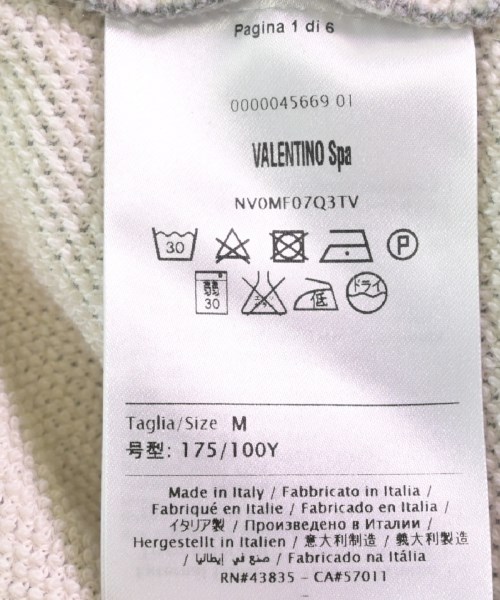 Pagina 1 di 6
0000045669 01
VALENTINO Spa
NV0MF07Q3TV
30 P
弱 30 低 ドライ
Taglia/Size M
号型: 175/100Y
Made in Italy / Fabbricato in Italia /
Fabriqué en Italie / Fabricado en Italia /
イタリア製 / Произведено в Италии /
Hergestellt in Italien / 意大利制造 / 義大利製造
/ صنع في إيطاليا / Fabricado na Itália
RN#43835 - CA#57011